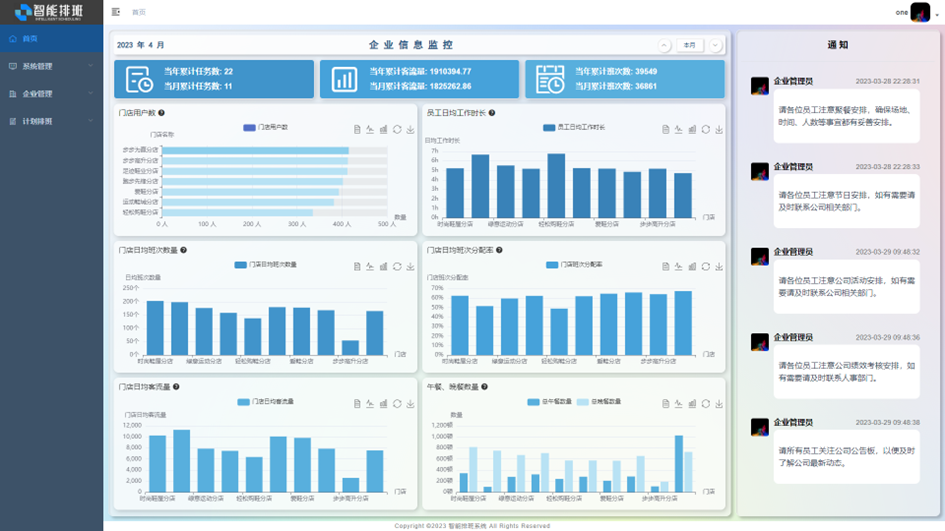 智能排班
INTELLIGENT SCHEDULING
首页
系统管理
企业管理
计划排班
首页
one
2023 年 4 月
企业信息监控
本月
当年累计任务数: 22
当月累计任务数: 11
当年累计客流量: 1910394.77
当月累计客流量: 1825262.86
当年累计班次数: 39549
当月累计班次数: 36861
门店用户数
门店用户数
门店名称
步步为赢分店
步步高升分店
足迹鞋业分店
跑步先锋分店
爱鞋分店
运动鞋城分店
轻松购鞋分店
0 人
100 人
200 人
300 人
400 人
500 人
数量
员工日均工作时长
员工日均工作时长
日均工作时长
7h
6h
5h
4h
3h
2h
1h
0h
时尚鞋屋分店
缘意运动分店
轻松购鞋分店
爱鞋分店
步步高升分店
门店
门店日均班次数量
门店日均班次数量
日均班次数量
250个
200个
150个
100个
50个
0个
时尚鞋屋分店
缘意运动分店
轻松购鞋分店
爱鞋分店
步步高升分店
门店
门店日均班次分配率
门店班次分配率
门店班次分配率
70%
60%
50%
40%
30%
20%
10%
0%
时尚鞋屋分店
缘意运动分店
轻松购鞋分店
爱鞋分店
步步高升分店
门店
门店日均客流量
门店日均客流量
门店日均客流量
12,000
10,000
8,000
6,000
4,000
2,000
0
时尚鞋屋分店
缘意运动分店
轻松购鞋分店
爱鞋分店
步步高升分店
门店
午餐、晚餐数量
总午餐数量
总晚餐数量
数量
1,200顿
1,000顿
800顿
600顿
400顿
200顿
0顿
时尚鞋屋分店
缘意运动分店
轻松购鞋分店
爱鞋分店
步步高升分店
门店
通知
企业管理员
2023-03-28 22:28:31
请各位员工注意聚餐安排，确保场地、
时间、人数等事宜都有妥善安排。
企业管理员
2023-03-28 22:28:33
请各位员工注意节日安排，如有需要请
及时联系公司相关部门。
企业管理员
2023-03-29 09:48:32
请各位员工注意公司活动安排，如有需
要请及时联系公司相关部门。
企业管理员
2023-03-29 09:48:36
请各位员工注意公司绩效考核安排，如
有需要请及时联系人事部门。
企业管理员
2023-03-29 09:48:38
请所有员工关注公司公告板，以便及时
了解公司最新动态。
Copyright ©2023 智能排班系统 All Rights Reserved